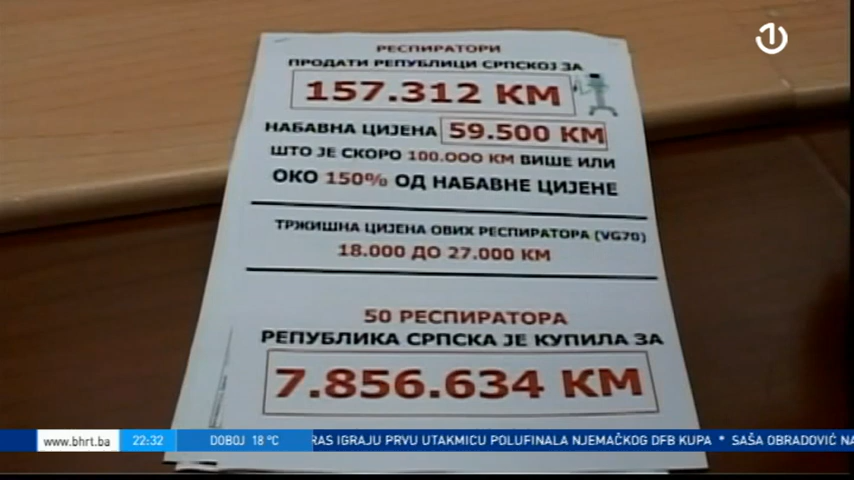 РЕСПИРАТОРИ
ПРОДАТИ РЕПУБЛИЦИ СРПСКОЈ ЗА
157.312 КМ
НАБАВНА ЦИЈЕНА 59.500 КМ
ШТО ЈЕ СКОРО 100.000 КМ ВИШЕ ИЛИ
ОКО 150% ОД НАБАВНЕ ЦИЈЕНЕ
ТРЖИШНА ЦИЈЕНА ОВИХ РЕСПИРАТОРА (VG70)
18.000 ДО 27.000 КМ
50 РЕСПИРАТОРА
РЕПУБЛИКА СРПСКА ЈЕ КУПИЛА ЗА
7.856.634 КМ
www.bhrt.ba 22:32 DOBOJ 18 °C RAS IGRAJU PRVU UTAKMICU POLUFINALA NJEMAČKOG DFB KUPA * SAŠA OBRADOVIĆ NA